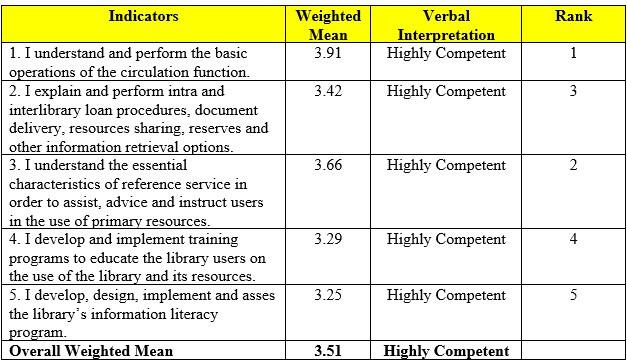 Indicators Weighted Mean Verbal Interpretation Rank
1. I understand and perform the basic 3.91 Highly Competent 1
operations of the circulation function.
2. I explain and perform intra and 3.42 Highly Competent 3
interlibrary loan procedures, document
delivery, resources sharing, reserves and
other information retrieval options.
3. I understand the essential 3.66 Highly Competent 2
characteristics of reference service in
order to assist, advice and instruct users
in the use of primary resources.
4. I develop and implement training 3.29 Highly Competent 4
programs to educate the library users on
the use of the library and its resources.
5. I develop, design, implement and asses 3.25 Highly Competent 5
the library’s information literacy
program.
Overall Weighted Mean 3.51 Highly Competent